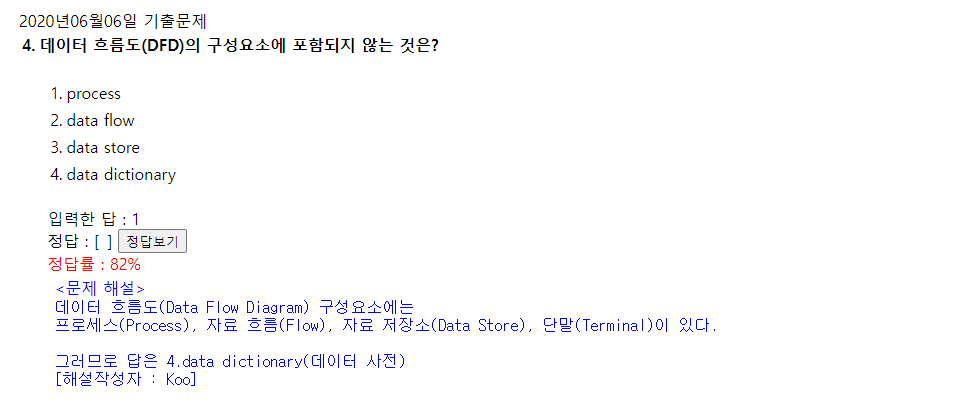 2020년06월06일 기출문제
4. 데이터 흐름도(DFD)의 구성요소에 포함되지 않는 것은?
1. process
2. data flow
3. data store
4. data dictionary
입력한 답 : 1
정답 : [ ] 정답보기
정답률 : 82%
<문제 해설>
데이터 흐름도(Data Flow Diagram) 구성요소에는
프로세스(Process), 자료 흐름(Flow), 자료 저장소(Data Store), 단말(Terminal)이 있다.
그러므로 답은 4.data dictionary(데이터 사전)
[해설작성자 : Koo]